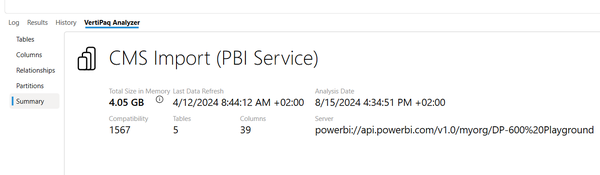 Log Results History VertiPaq Analyzer
Tables
Columns
Relationships
Partitions
Summary
CMS Import (PBI Service)
Total Size in Memory Last Data Refresh Analysis Date
4.05 GB 4/12/2024 8:44:12 AM +02:00 8/15/2024 4:34:51 PM +02:00
Compatibility Tables Columns Server
1567 5 39 powerbi://api.powerbi.com/v1.0/myorg/DP-600%20Playground